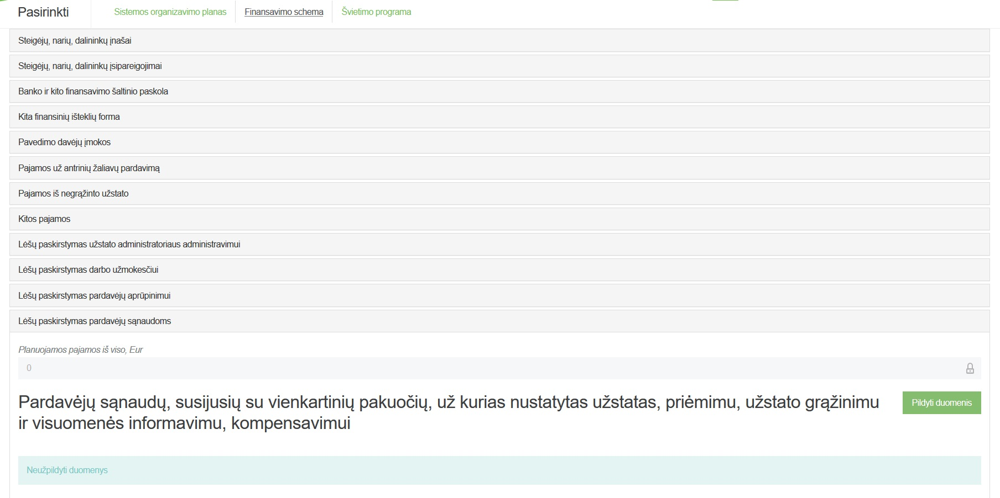 Pasirinkti
Sistemos organizavimo planas
Finansavimo schema
Švietimo programa
Steigėjų, narių, dalininkų įnašai
Steigėjų, narių, dalininkų įsipareigojimai
Banko ir kito finansavimo šaltinio paskola
Kita finansinių išteklių forma
Pavedimo davėjų įmokos
Pajamos už antrinių žaliavų pardavimą
Pajamos iš negrąžinto užstato
Kitos pajamos
Lėšų paskirstymas užstato administratoriaus administravimui
Lėšų paskirstymas darbo užmokesčiui
Lėšų paskirstymas pardavėjų aprūpinimui
Lėšų paskirstymas pardavėjų sąnaudoms
Planuojamos pajamos iš viso, Eur
0
Pardavėjų sąnaudų, susijusių su vienkartinių pakuočių, už kurias nustatytas užstatas, priėmimu, užstato grąžinimu
ir visuomenės informavimu, kompensavimui
Pildyti duomenis
Neužpildyti duomenys